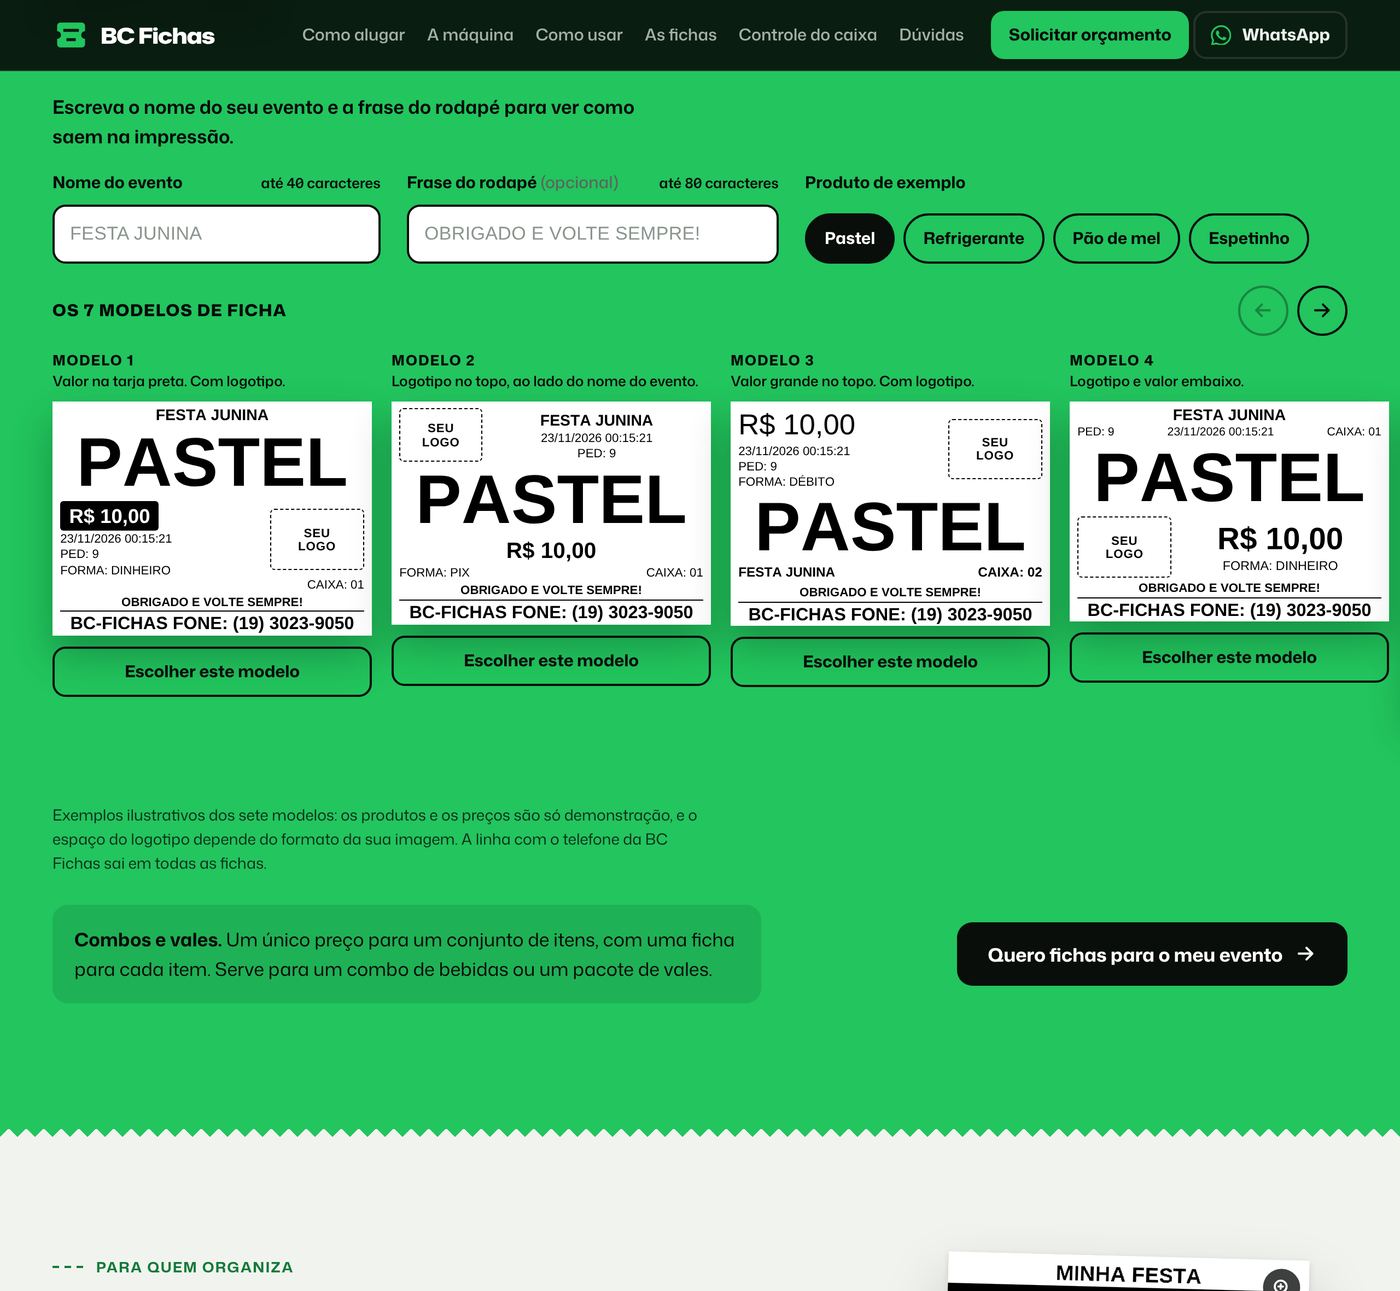 BC Fichas
Como alugar
A máquina
Como usar
As fichas
Controle do caixa
Dúvidas
Solicitar orçamento
WhatsApp
Escreva o nome do seu evento e a frase do rodapé para ver como
saem na impressão.
Nome do evento
até 40 caracteres
Frase do rodapé (opcional)
até 80 caracteres
Produto de exemplo
FESTA JUNINA
OBRIGADO E VOLTE SEMPRE!
Pastel
Refrigerante
Pão de mel
Espetinho
OS 7 MODELOS DE FICHA
MODELO 1
Valor na tarja preta. Com logotipo.
FESTA JUNINA
PASTEL
R$ 10,00
23/11/2026 00:15:21
PED: 9
FORMA: DINHEIRO
SEU
LOGO
CAIXA: 01
OBRIGADO E VOLTE SEMPRE!
BC-FICHAS FONE: (19) 3023-9050
Escolher este modelo
MODELO 2
Logotipo no topo, ao lado do nome do evento.
SEU
LOGO
FESTA JUNINA
23/11/2026 00:15:21
PED: 9
PASTEL
R$ 10,00
FORMA: PIX
CAIXA: 01
OBRIGADO E VOLTE SEMPRE!
BC-FICHAS FONE: (19) 3023-9050
Escolher este modelo
MODELO 3
Valor grande no topo. Com logotipo.
R$ 10,00
23/11/2026 00:15:21
PED: 9
FORMA: DÉBITO
SEU
LOGO
PASTEL
FESTA JUNINA
CAIXA: 02
OBRIGADO E VOLTE SEMPRE!
BC-FICHAS FONE: (19) 3023-9050
Escolher este modelo
MODELO 4
Logotipo e valor embaixo.
FESTA JUNINA
PED: 9
23/11/2026 00:15:21
CAIXA: 01
PASTEL
SEU
LOGO
R$ 10,00
FORMA: DINHEIRO
OBRIGADO E VOLTE SEMPRE!
BC-FICHAS FONE: (19) 3023-9050
Escolher este modelo
Exemplos ilustrativos dos sete modelos: os produtos e os preços são só demonstração, e o
espaço do logotipo depende do formato da sua imagem. A linha com o telefone da BC
Fichas sai em todas as fichas.
Combos e vales. Um único preço para um conjunto de itens, com uma ficha
para cada item. Serve para um combo de bebidas ou um pacote de vales.
Quero fichas para o meu evento
PARA QUEM ORGANIZA
MINHA FESTA